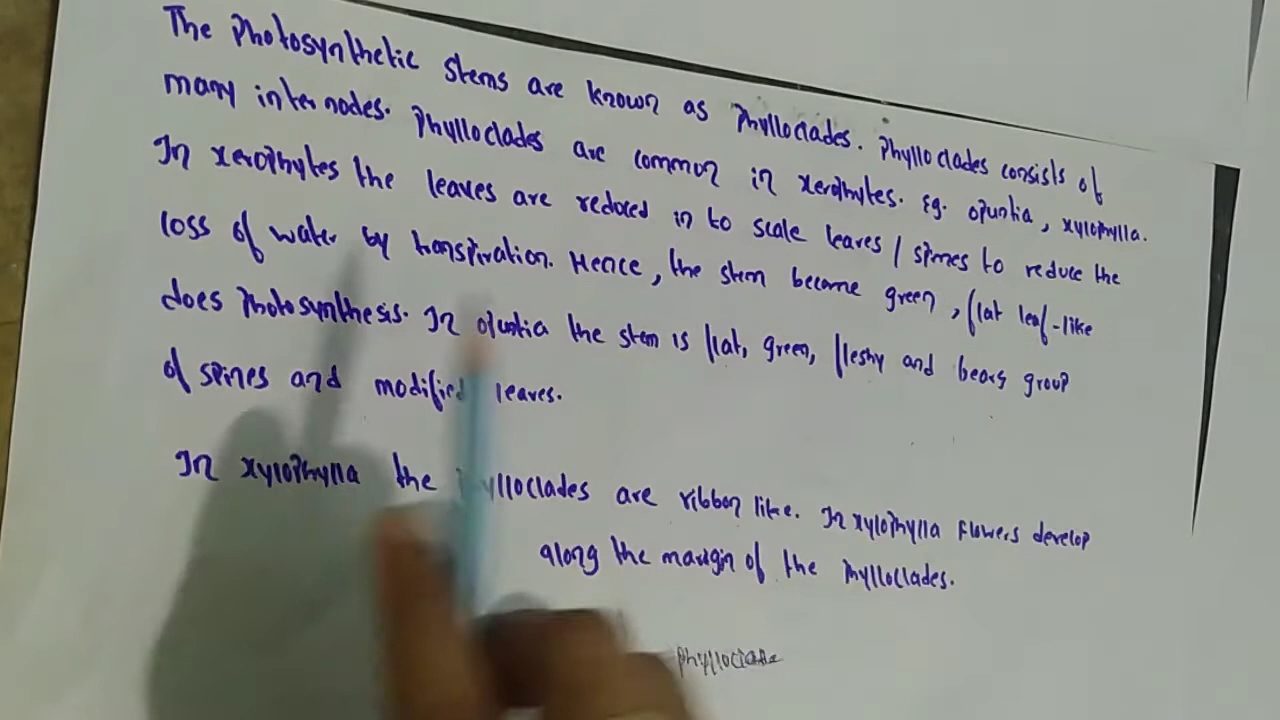 The Photosynthetic stems are known as Phylloclades. Phylloclades consists of
many internodes. Phylloclades are common in xerophytes. Eg. opuntia, xylophylla.
In xerophytes the leaves are reduced in to scale leaves / spines to reduce the
loss of water by transpiration. Hence, the stem become green, flat leaf-like
does Photosynthesis. In opuntia the stem is flat, green, fleshy and bears group
of spines and modified leaves.
In xylophylla the Phylloclades are ribbon like. In xylophylla Flowers develop
along the margin of the Phylloclades.
Phylloclade